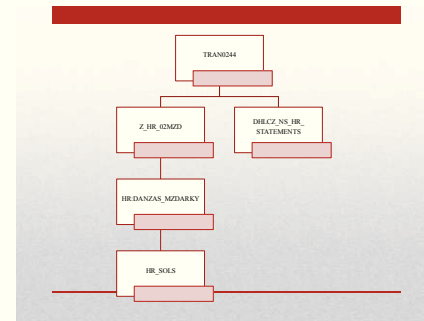 TRAN0244
Z_HR_02MZD
DHLCZ_NS_HR_
STATEMENTS
HR:DANZAS_MZDARKY
HR_SOLS